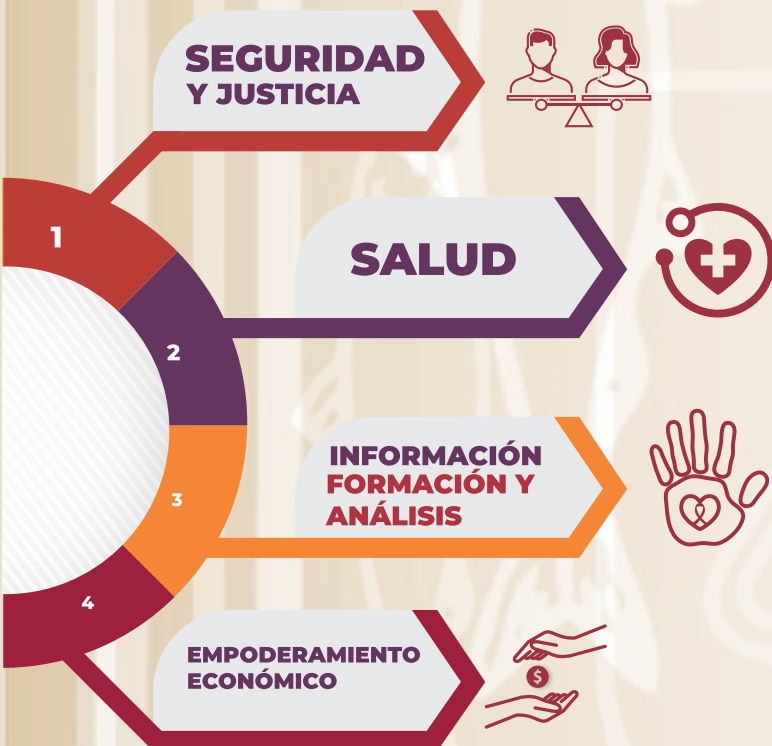 SEGURIDAD
Y JUSTICIA
1
SALUD
2
INFORMACIÓN
FORMACIÓN Y
ANÁLISIS
3
4
EMPODERAMIENTO
ECONÓMICO
$